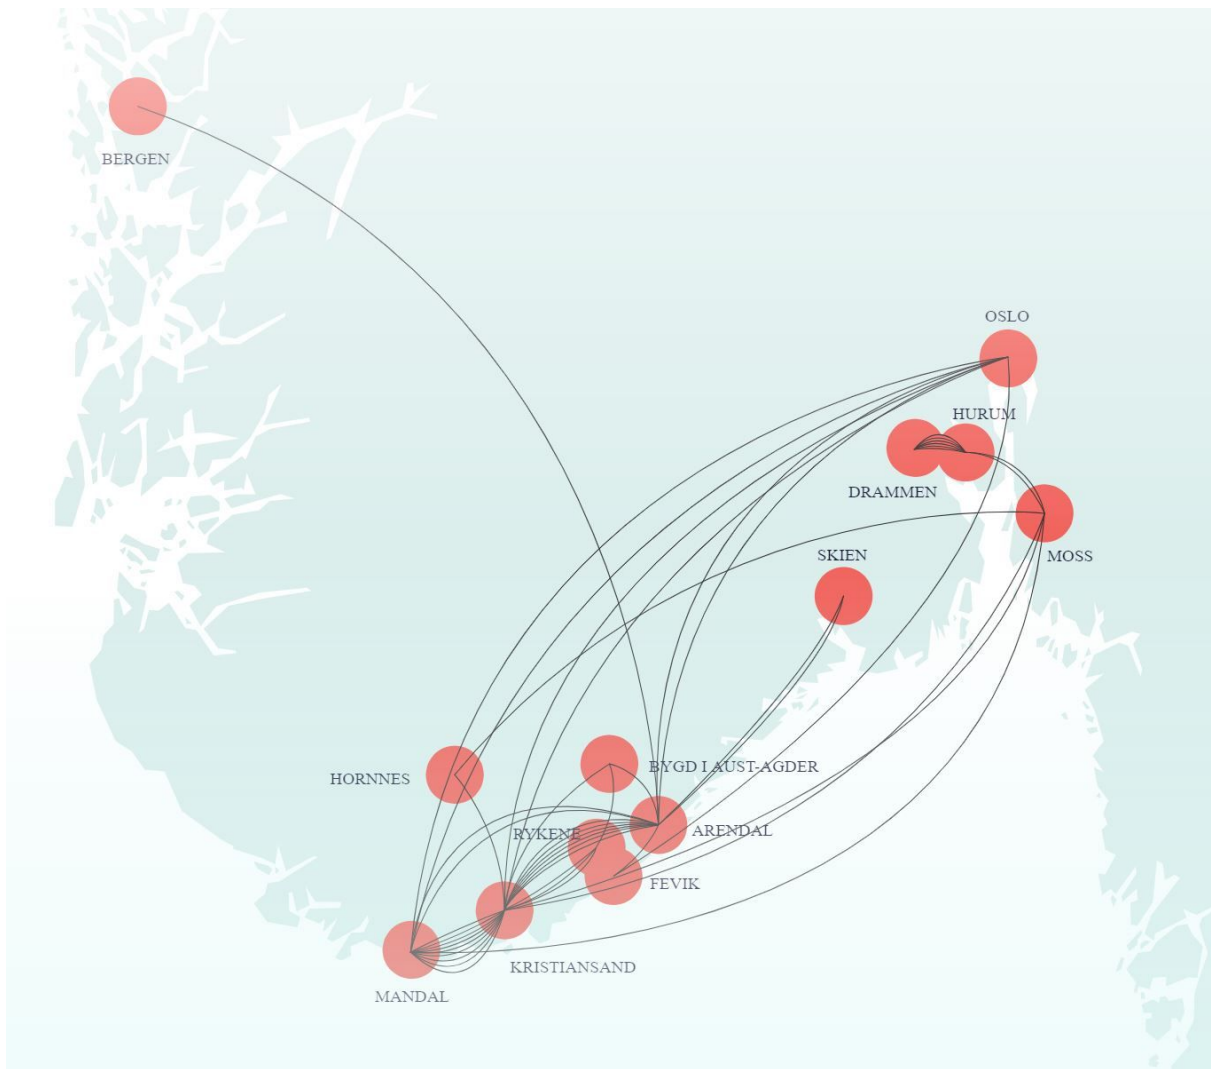 BERGEN
OSLO
HURUM
DRAMMEN
SKIEN
MOSS
BYGD I AUST-AGDER
HORNNES
RYKENE
ARENDAL
FEVIK
KRISTIANSAND
MANDAL